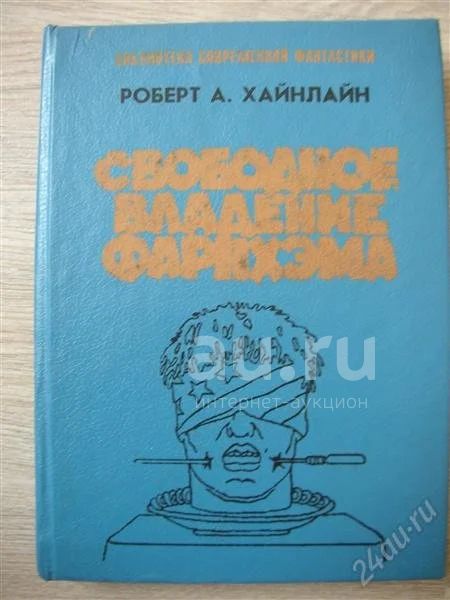 БИБЛИОТЕКА СОВРЕМЕННОЙ ФАНТАСТИКИ
РОБЕРТ А. ХАЙНЛАЙН
СВОБОДНОЕ
ВЛАДЕНИЕ
ФАРНХЭМА
au.ru
интернет-аукцион
24au.ru